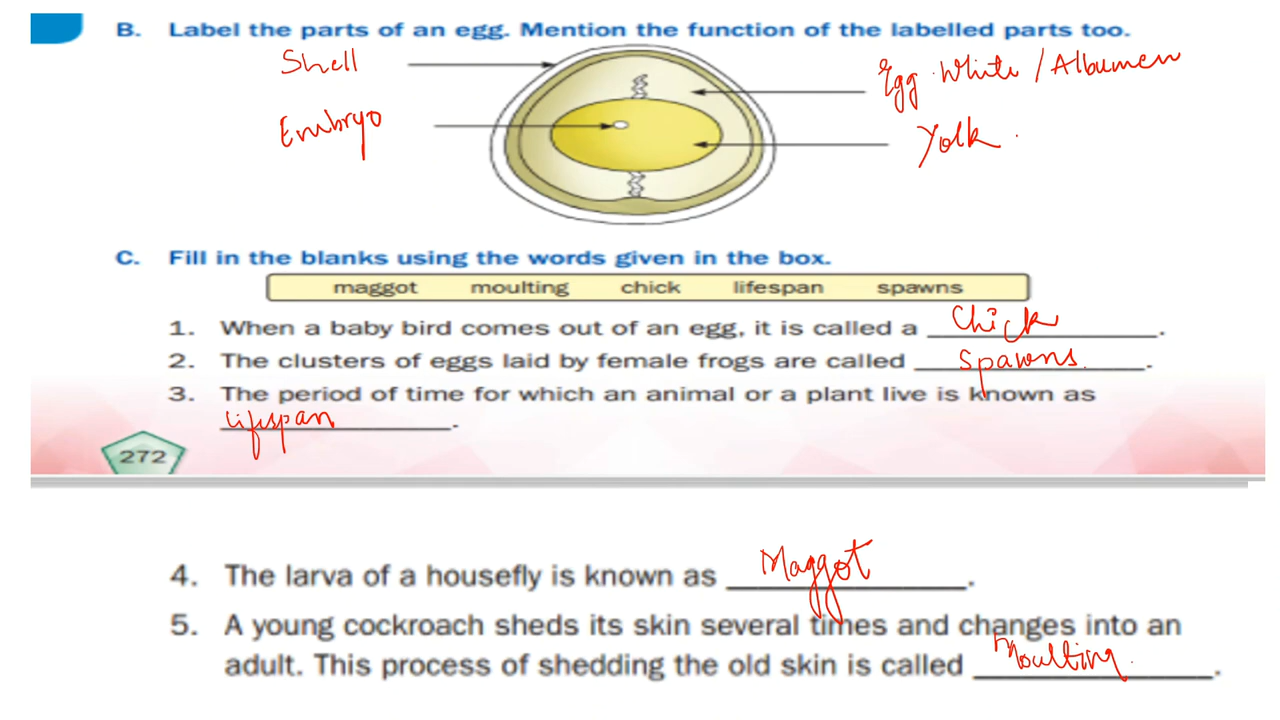 B. Label the parts of an egg. Mention the function of the labelled parts too.
Shell
Egg White / Albumen
Embryo
Yolk.
C. Fill in the blanks using the words given in the box.
maggot moulting chick lifespan spawns
1. When a baby bird comes out of an egg, it is called a Chick.
2. The clusters of eggs laid by female frogs are called spawns.
3. The period of time for which an animal or a plant live is known as
lifespan.
272
4. The larva of a housefly is known as Maggot.
5. A young cockroach sheds its skin several times and changes into an
adult. This process of shedding the old skin is called Moulting.